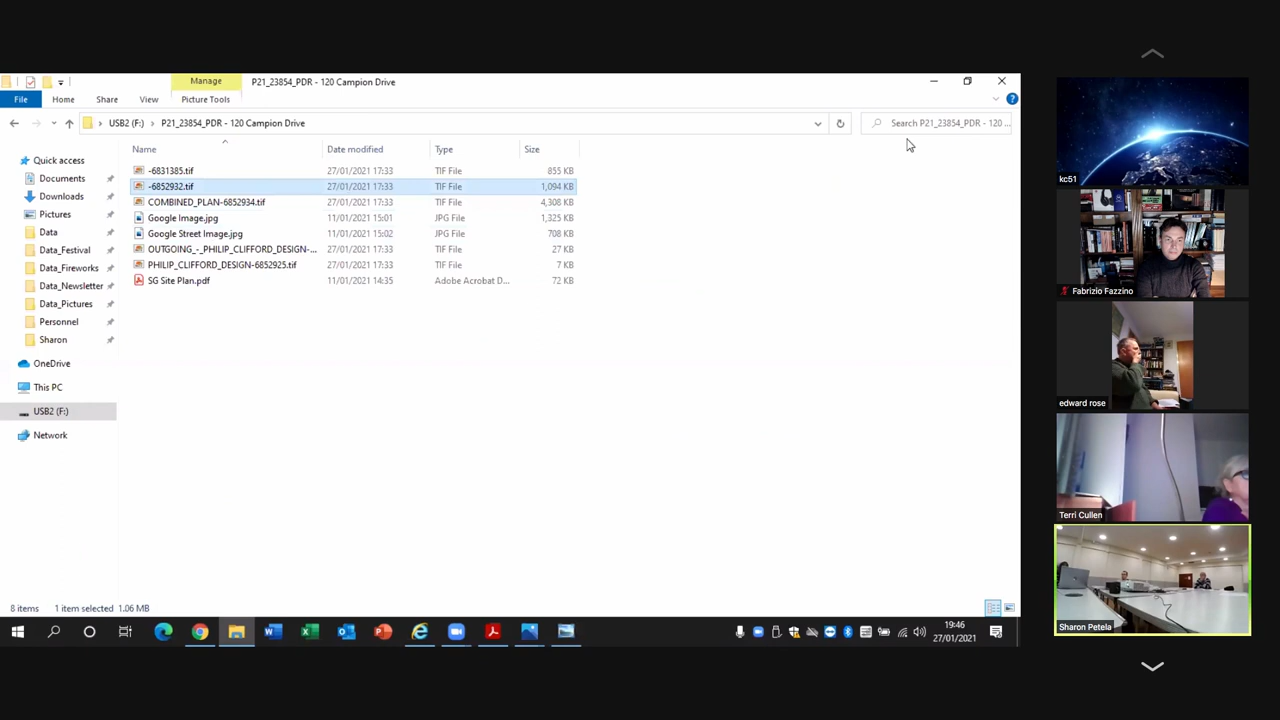 Manage
P21_23854_PDR - 120 Campion Drive
File
Home
Share
View
Picture Tools
USB2 (F:)
P21_23854_PDR - 120 Campion Drive
Search P21_23854_PDR - 120 ...
Name
Date modified
Type
Size
-6831385.tif 27/01/2021 17:33 TIF File 855 KB
-6852932.tif 27/01/2021 17:33 TIF File 1,094 KB
COMBINED_PLAN-6852934.tif 27/01/2021 17:33 TIF File 4,308 KB
Google Image.jpg 11/01/2021 15:01 JPG File 1,325 KB
Google Street Image.jpg 11/01/2021 15:02 JPG File 708 KB
OUTGOING_-_PHILIP_CLIFFORD_DESIGN-... 27/01/2021 17:33 TIF File 27 KB
PHILIP_CLIFFORD_DESIGN-6852925.tif 27/01/2021 17:33 TIF File 7 KB
SG Site Plan.pdf 11/01/2021 14:35 Adobe Acrobat D... 72 KB
Quick access
Documents
Downloads
Pictures
Data
Data_Festival
Data_Fireworks
Data_Newsletter
Data_Pictures
Personnel
Sharon
OneDrive
This PC
USB2 (F:)
Network
8 items
1 item selected 1.06 MB
19:46
27/01/2021
kc51
Fabrizio Fazzino
edward rose
Terri Cullen
Sharon Petela